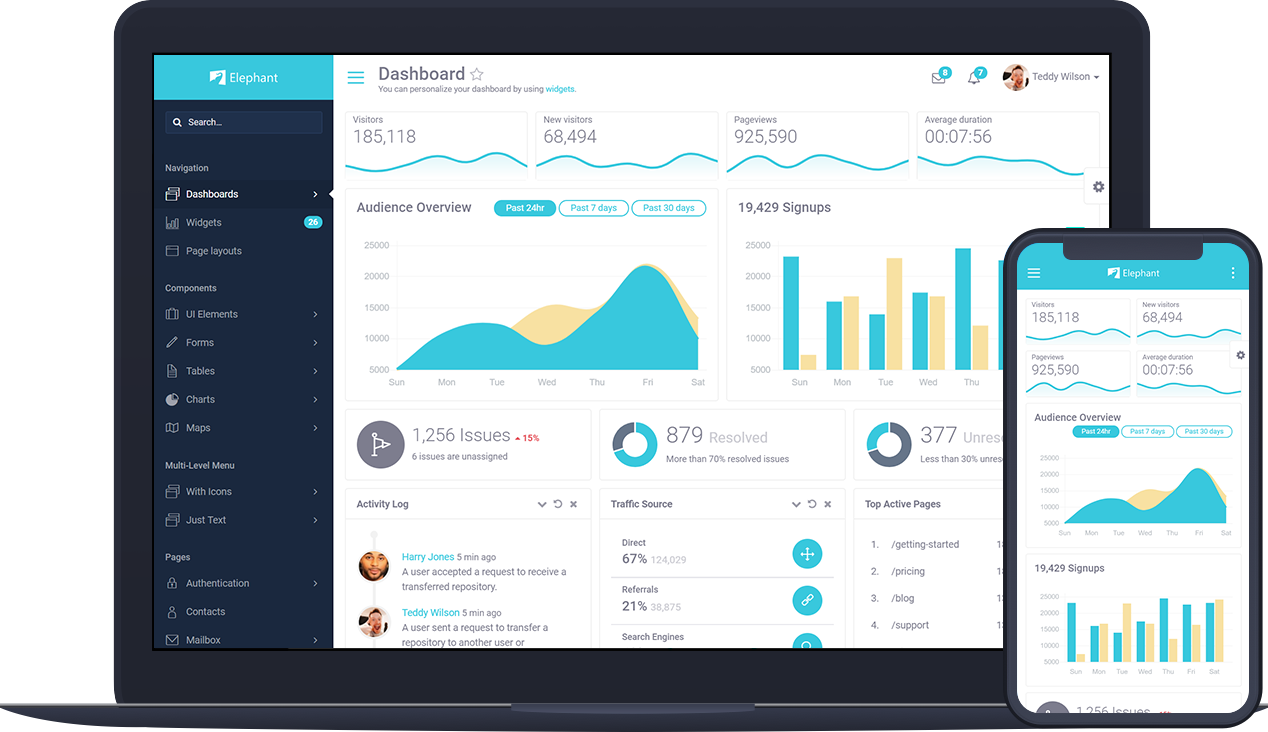 Elephant
Search...
Navigation
Dashboards
Widgets 26
Page layouts
Components
UI Elements
Forms
Tables
Charts
Maps
Multi-Level Menu
With Icons
Just Text
Pages
Authentication
Contacts
Mailbox
Dashboard
You can personalize your dashboard by using widgets.
8
7
Teddy Wilson
Visitors
185,118
New visitors
68,494
Pageviews
925,590
Average duration
00:07:56
Audience Overview
Past 24hr Past 7 days Past 30 days
25000
20000
15000
10000
5000
Sun Mon Tue Wed Thu Fri Sat
19,429 Signups
25000
20000
15000
10000
5000
Sun Mon Tue Wed Thu
1,256 Issues 15%
6 issues are unassigned
879 Resolved
More than 70% resolved issues
377 Unres
Less than 30% unres
Activity Log
Harry Jones 5 min ago
A user accepted a request to receive a
transferred repository.
Teddy Wilson 5 min ago
A user sent a request to transfer a
repository to another user or
Traffic Source
Direct
67% 124,029
Referrals
21% 38,875
Search Engines
Top Active Pages
1. /getting-started
2. /pricing
3. /blog
4. /support
Elephant
Visitors
185,118
New visitors
68,494
Pageviews
925,590
Average duration
00:07:56
Audience Overview
Past 24hr Past 7 days Past 30 days
25000
20000
15000
10000
5000
Sun Mon Tue Wed Thu Fri Sat
19,429 Signups
25000
20000
15000
10000
5000
Sun Mon Tue Wed Thu Fri Sat
1,256 Issues